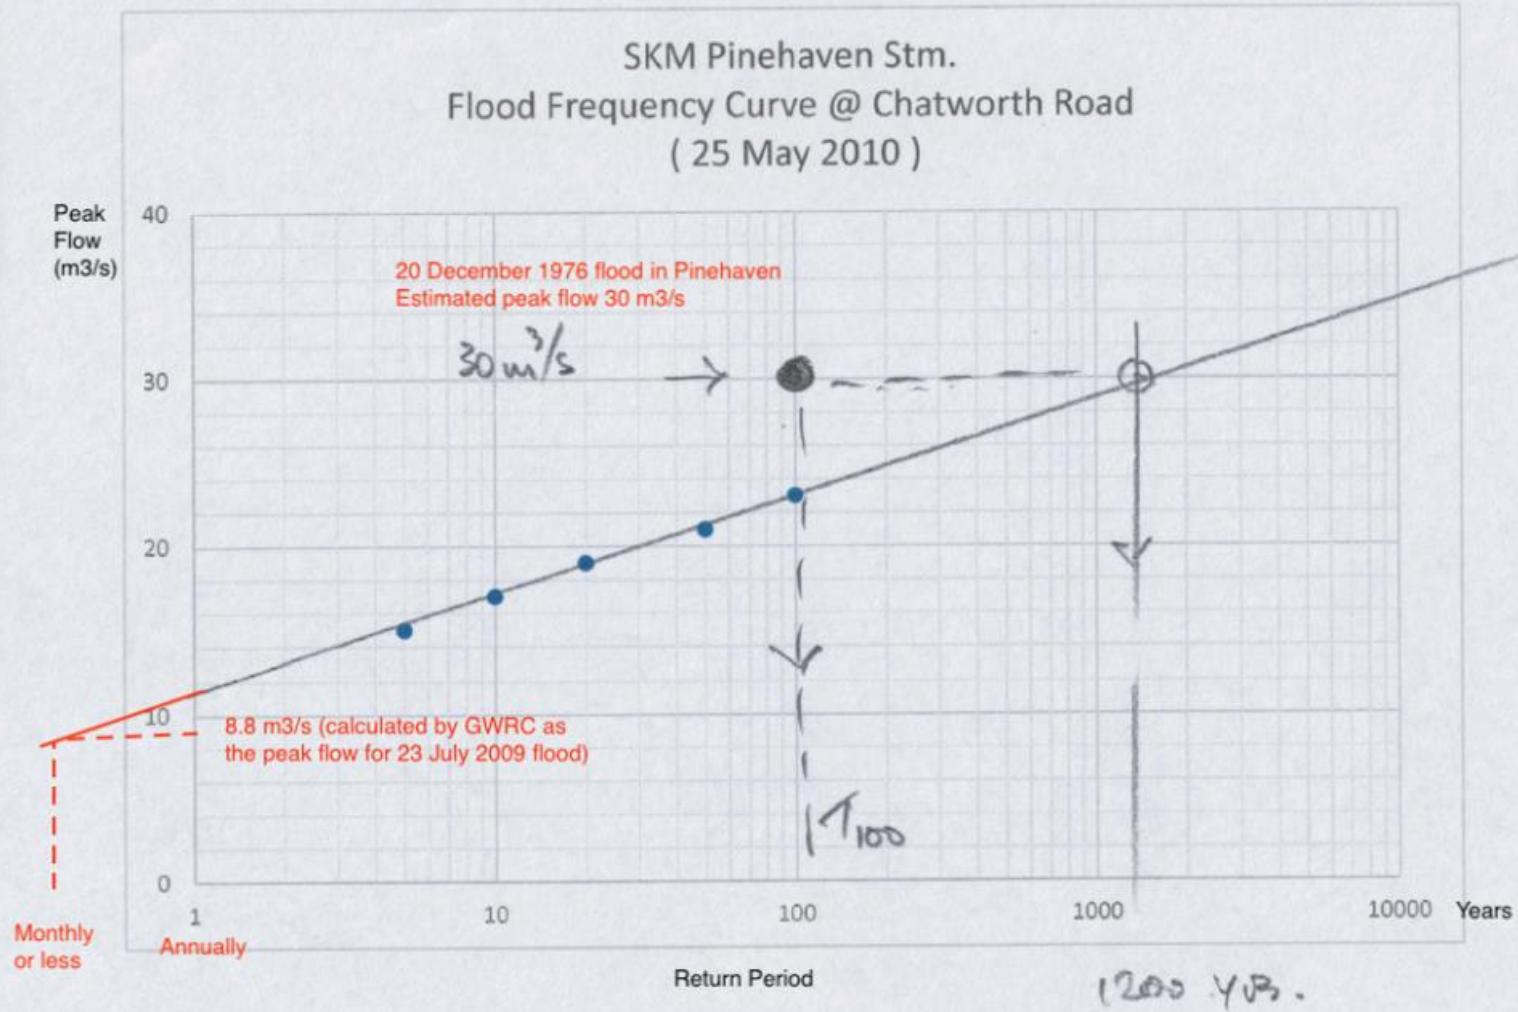 SKM Pinehaven Stm.
Flood Frequency Curve @ Chatworth Road
( 25 May 2010 )
Peak
Flow
(m3/s)
40
30
20
10
0
20 December 1976 flood in Pinehaven
Estimated peak flow 30 m3/s
30 m³/s
8.8 m3/s (calculated by GWRC as
the peak flow for 23 July 2009 flood)
T100
1 10 100 1000 10000 Years
Monthly
or less
Annually
Return Period
1200 yrs.